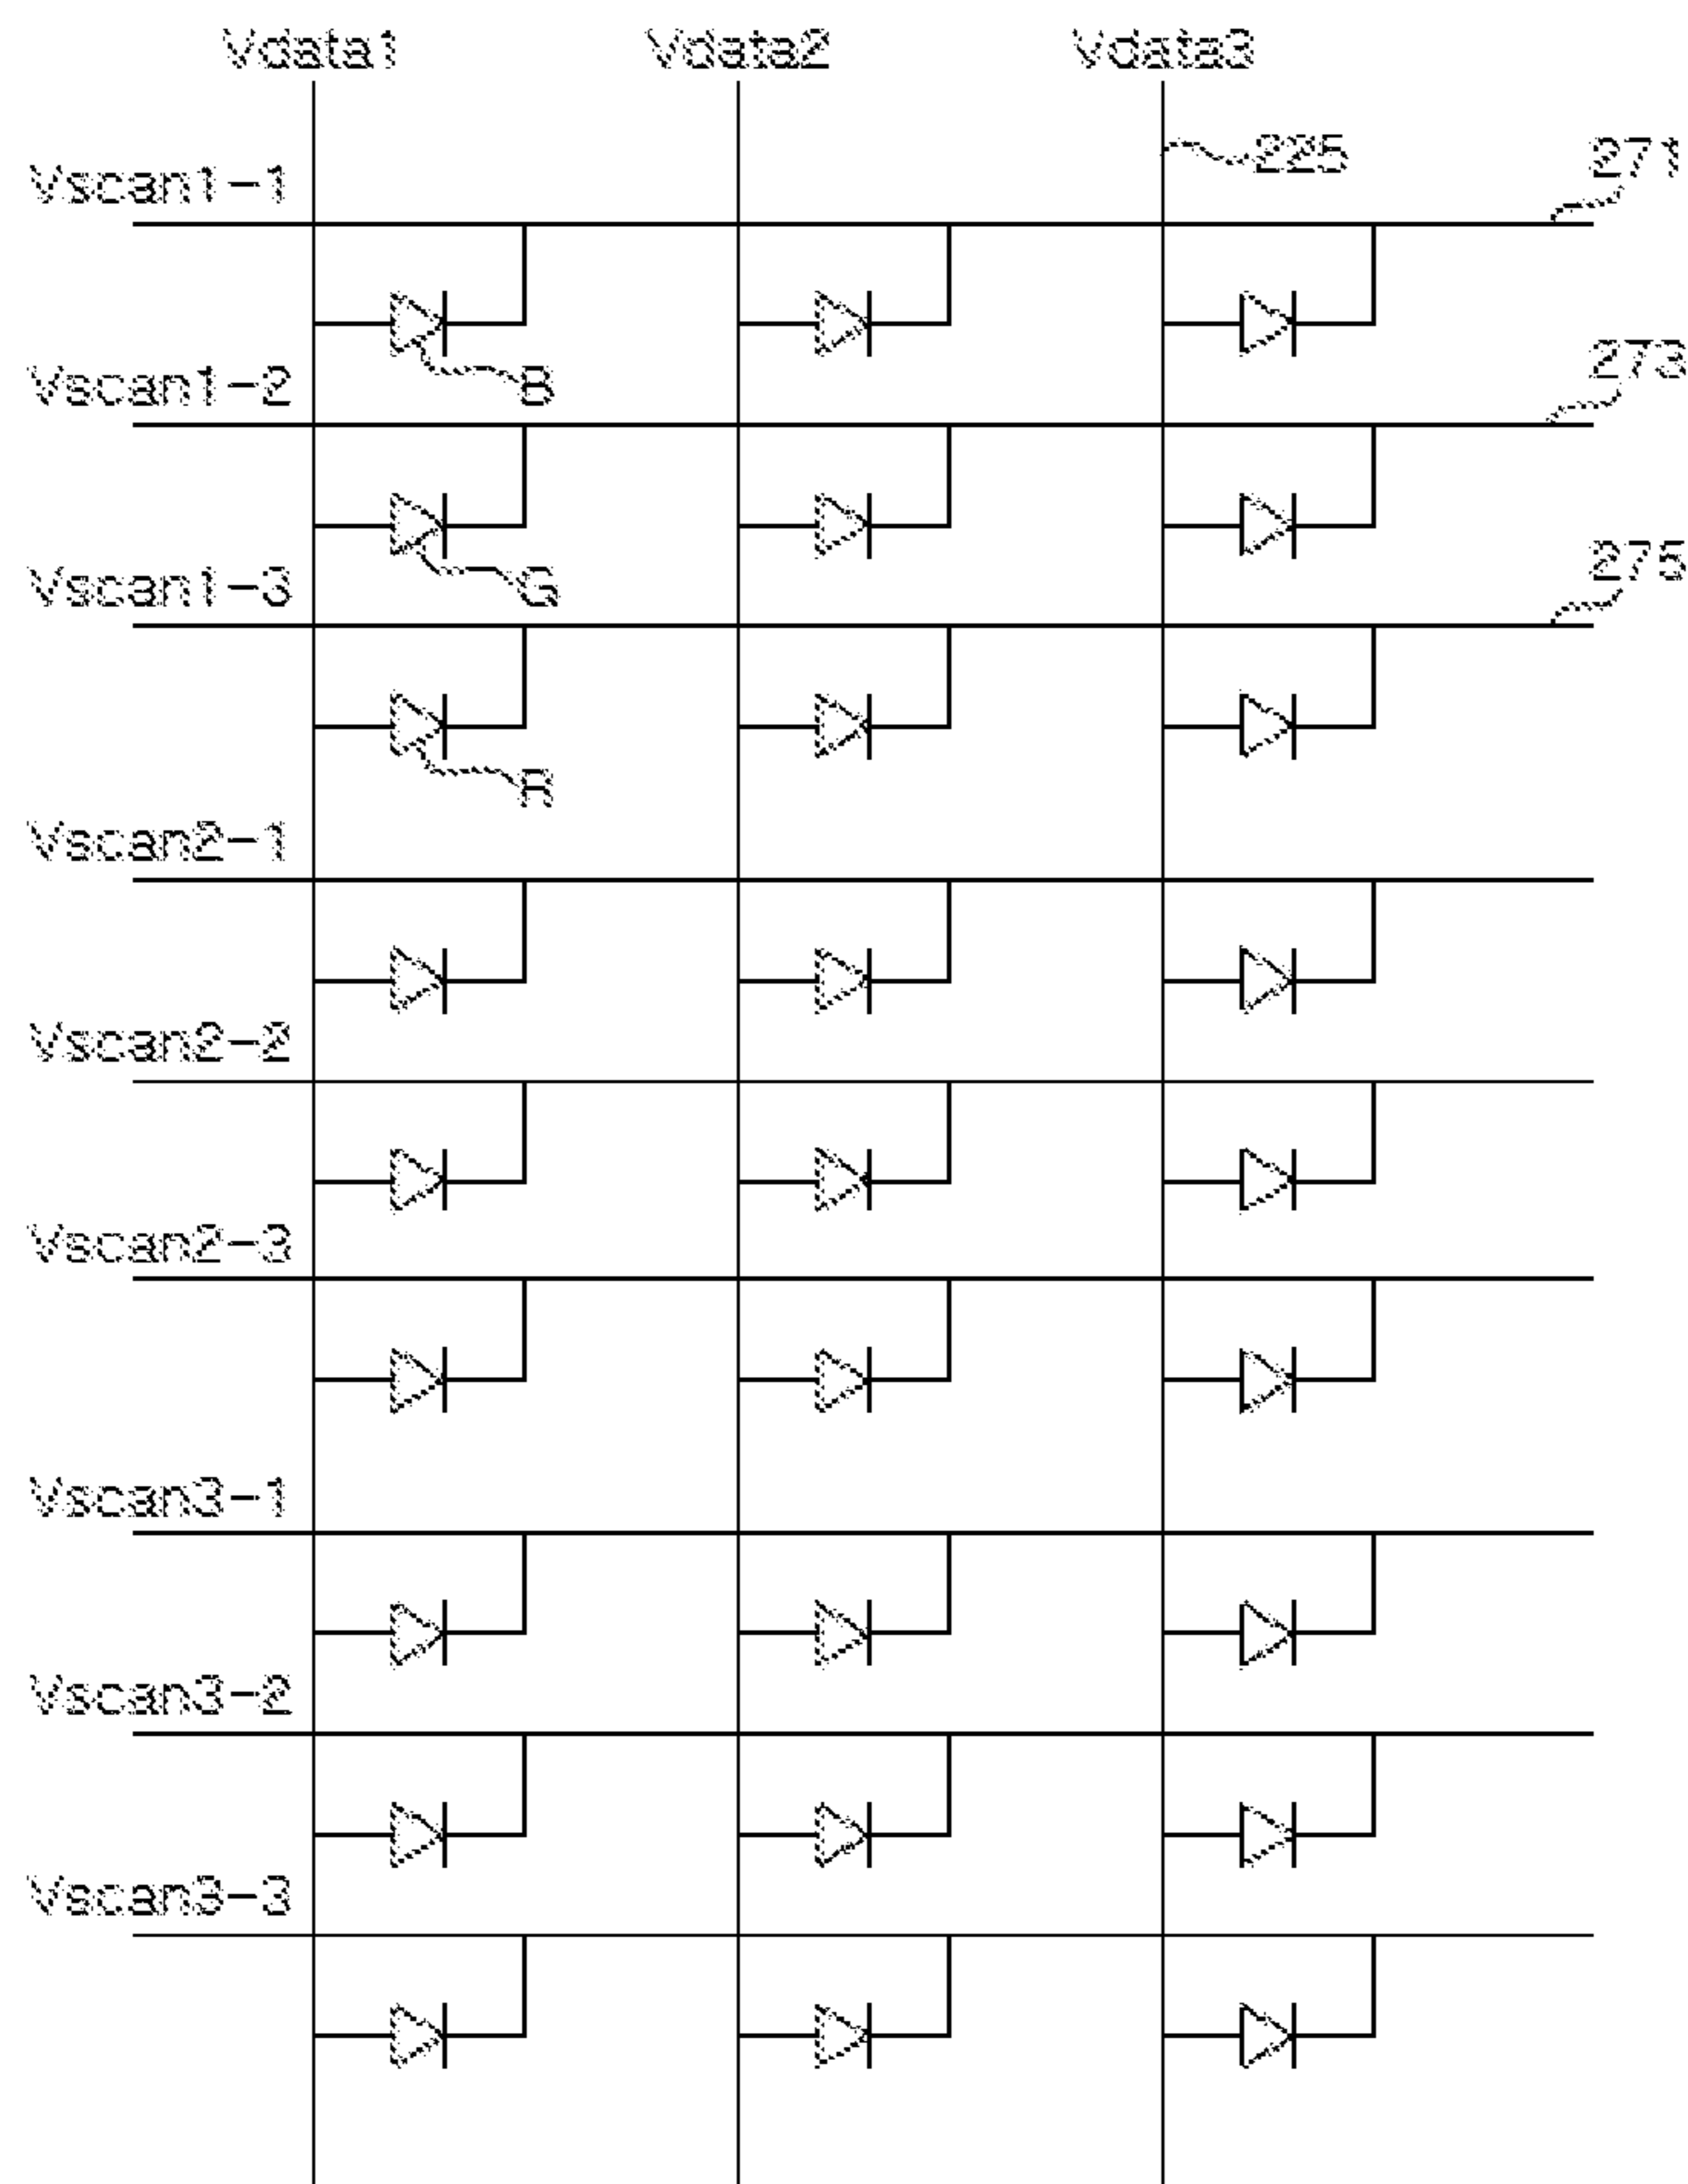 Vdata1 Vdata2 Vdata3
225
271
Vscan1-1
B
273
Vscan1-2
G
275
Vscan1-3
R
Vscan2-1
Vscan2-2
Vscan2-3
Vscan3-1
Vscan3-2
Vscan3-3